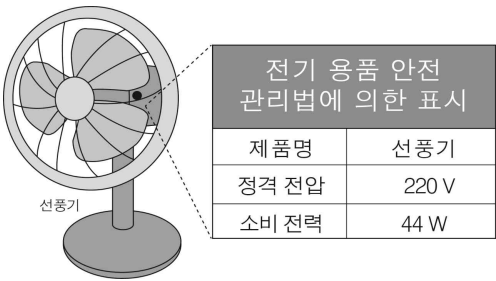 전기 용품 안전
관리법에 의한 표시
제품명 선풍기
정격 전압 220 V
소비 전력 44 W
선풍기